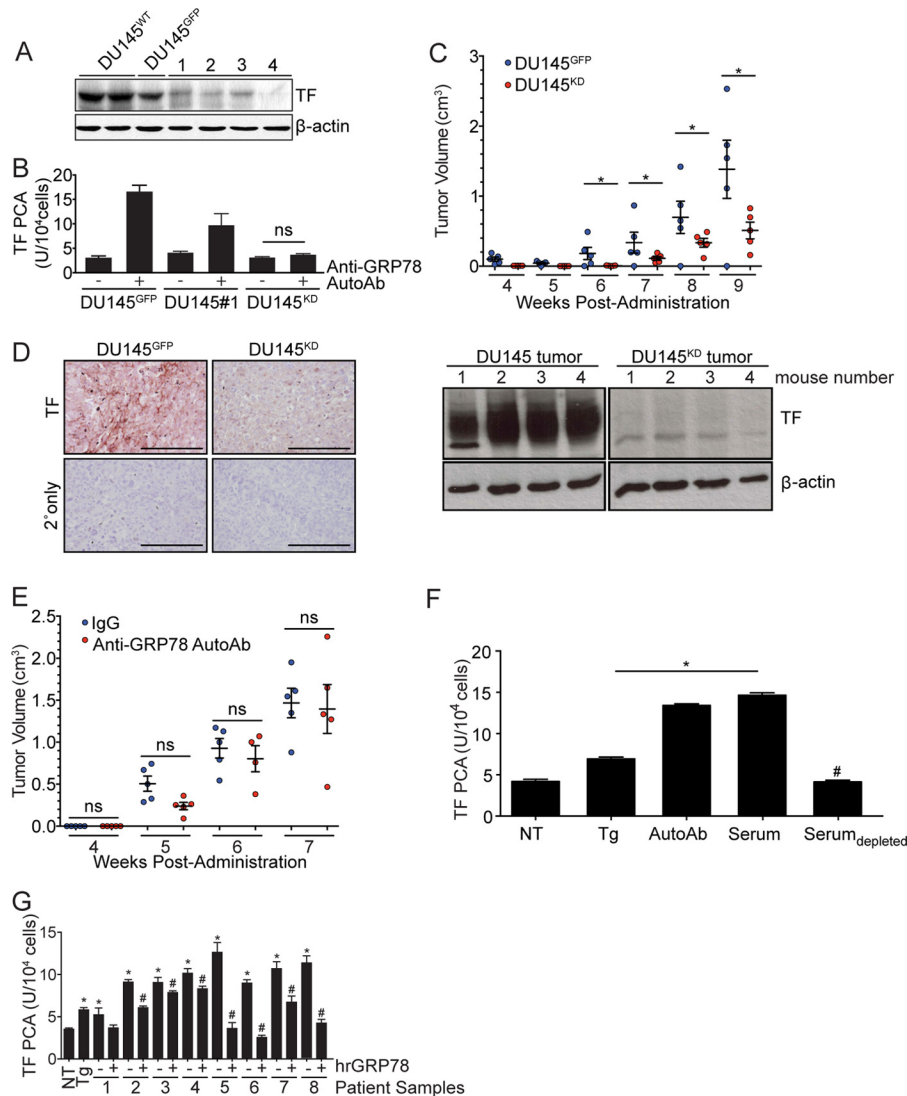 A
DU145WT
DU145GFP
1 2 3 4
TF
β-actin
B
TF PCA
(U/10⁴cells)
20
15
10
5
0
ns
- + - + - +
Anti-GRP78
AutoAb
DU145GFP DU145#1 DU145KD
C
DU145GFP
DU145KD
Tumor Volume (cm³)
3
2
1
0
* * * *
4 5 6 7 8 9
Weeks Post-Administration
D
DU145GFP DU145KD
TF
2°only
DU145 tumor DU145KD tumor
1 2 3 4 1 2 3 4 mouse number
TF
β-actin
E
IgG
Anti-GRP78 AutoAb
Tumor Volume (cm³)
2.5
2.0
1.5
1.0
0.5
0.0
ns ns ns ns
4 5 6 7
Weeks Post-Administration
F
TF PCA (U/10⁴ cells)
20
15
10
5
0
*
#
NT Tg AutoAb Serum Serumdepleted
G
TF PCA (U/10⁴ cells)
15
10
5
0
* * * # * # * # * # * # * # * #
NT Tg - + - + - + - + - + - + - + - + hrGRP78
1 2 3 4 5 6 7 8 Patient Samples